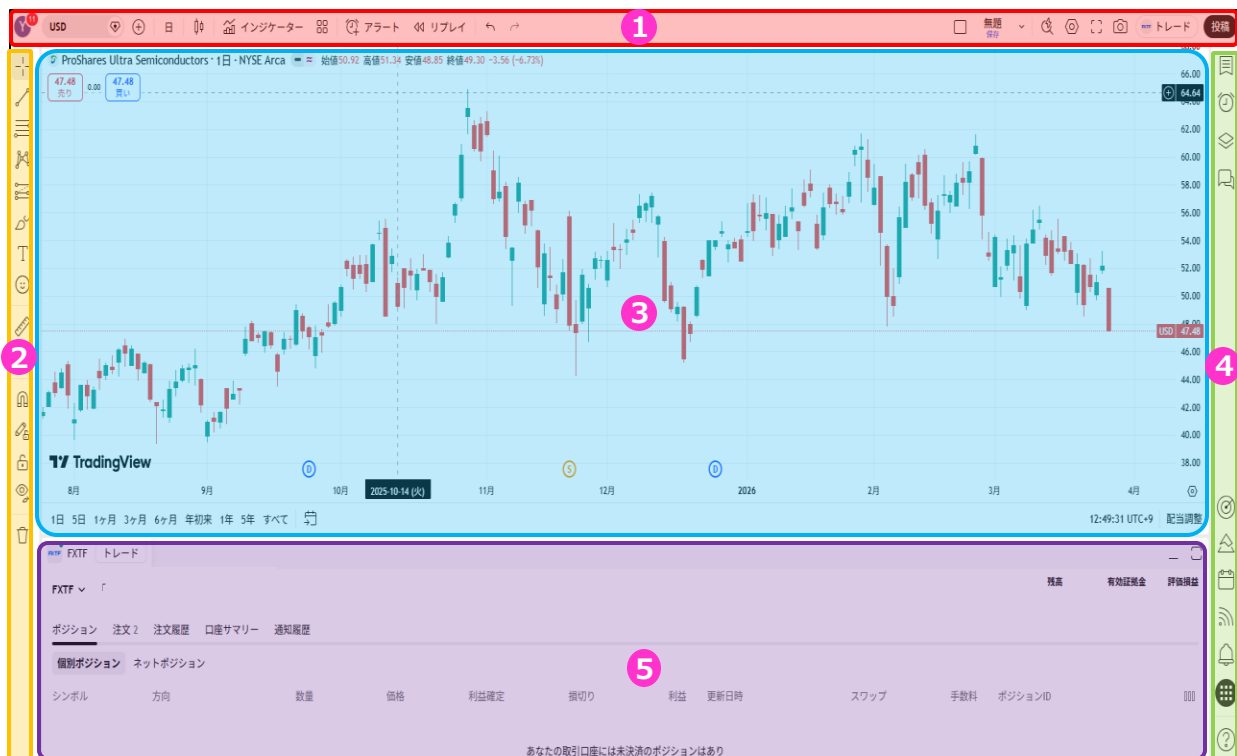 Y 11 USD 日 インジケーター アラート リプレイ 1 無題 保存 FXTF トレード 投稿
ProShares Ultra Semiconductors · 1日 · NYSE Arca 始値50.92 高値51.34 安値48.85 終値49.30 −3.56 (−6.73%)
47.48 売り 0.00 47.48 買い
66.00
64.64
64.00
62.00
60.00
58.00
56.00
54.00
52.00
50.00
48.00
USD 47.48
46.00
44.00
42.00
40.00
38.00
2
3
4
TradingView
D S D
8月 9月 10月 2025-10-14 (火) 11月 12月 2026 2月 3月 4月
1日 5日 1ヶ月 3ヶ月 6ヶ月 年初来 1年 5年 すべて 12:49:31 UTC+9 配当調整
FXTF FXTF トレード
FXTF 残高 有効証拠金 評価損益
ポジション 注文 2 注文履歴 口座サマリー 通知履歴
個別ポジション ネットポジション
5
シンボル 方向 数量 価格 利益確定 損切り 利益 更新日時 スワップ 手数料 ポジションID
あなたの取引口座には未決済のポジションはあり